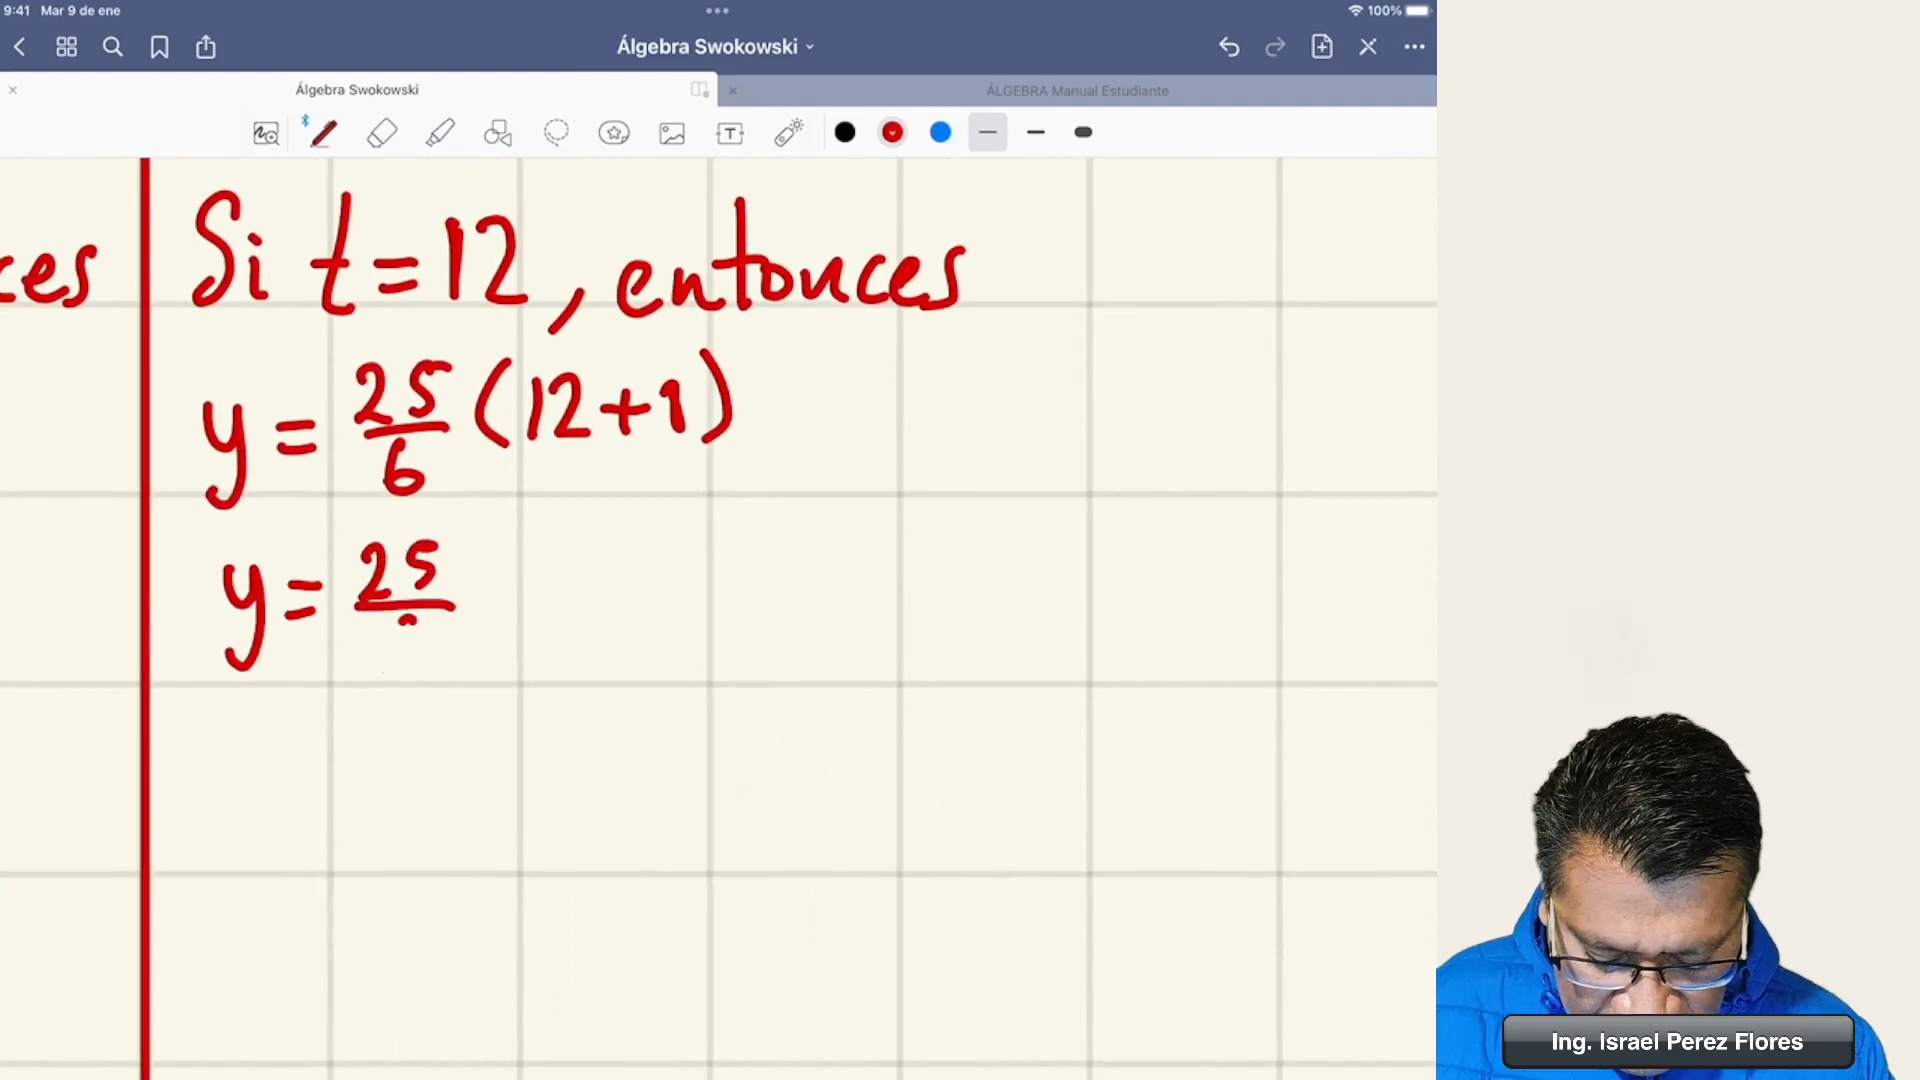 9:41 Mar 9 de ene
100%
Álgebra Swokowski
Álgebra Swokowski
ÁLGEBRA Manual Estudiante
T
ces
Si t=12, entonces
y = 25/6 (12+1)
y = 25
Ing. Israel Perez Flores